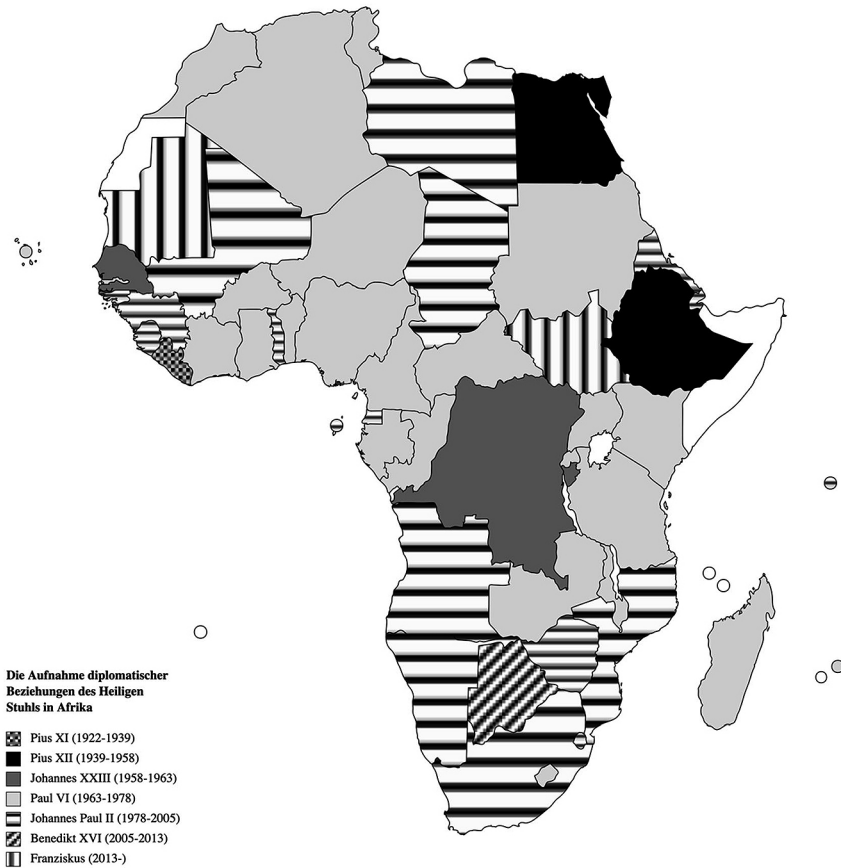 Die Aufnahme diplomatischer
Beziehungen des Heiligen
Stuhls in Afrika
Pius XI (1922-1939)
Pius XII (1939-1958)
Johannes XXIII (1958-1963)
Paul VI (1963-1978)
Johannes Paul II (1978-2005)
Benedikt XVI (2005-2013)
Franziskus (2013-)